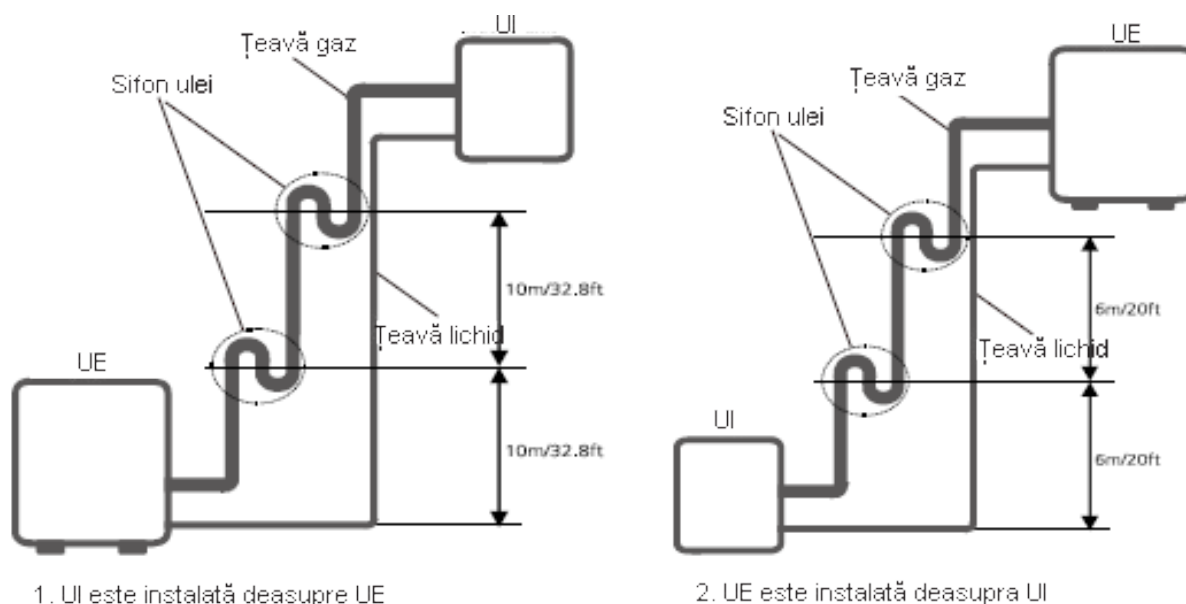 UI
Țeavă gaz
Sifon ulei
10m/32.8ft
Țeavă lichid
UE
10m/32.8ft
1. UI este instalată deasupre UE
UE
Țeavă gaz
Sifon ulei
6m/20ft
Țeavă lichid
UI
6m/20ft
2. UE este instalată deasupra UI